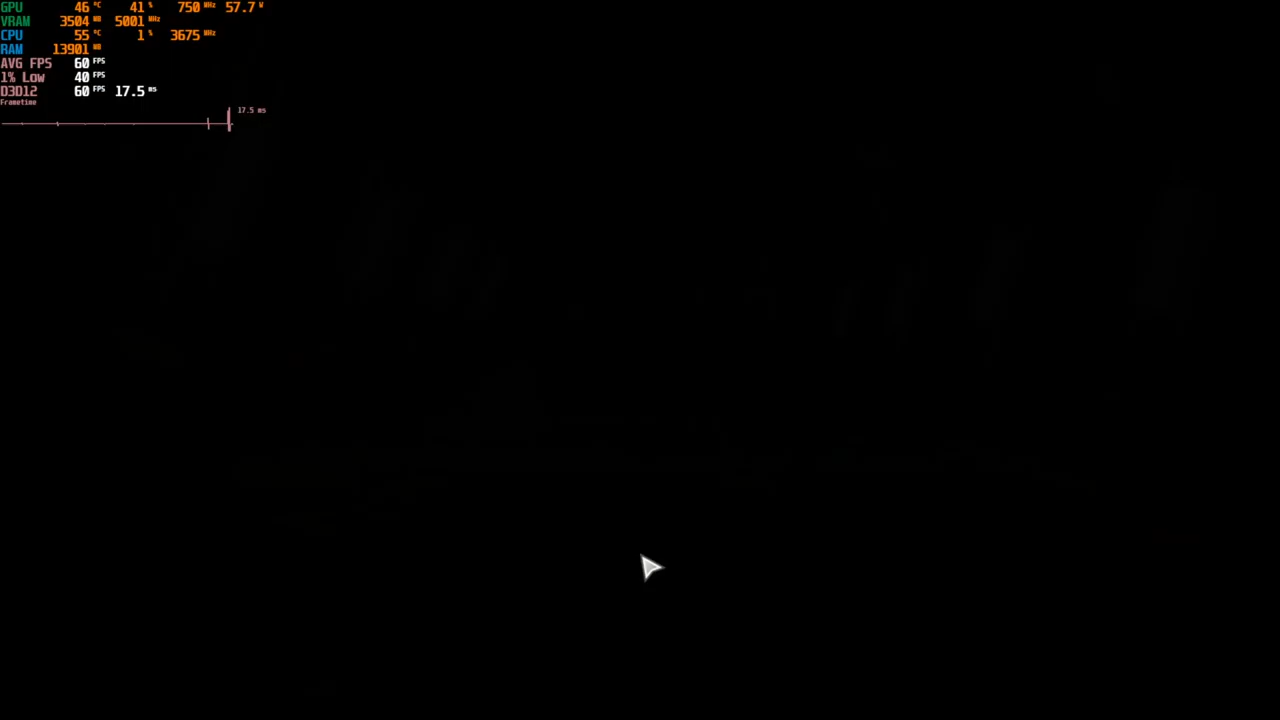 GPU 46 °C 41 % 750 MHz 57.7 W
VRAM 3504 MB 5001 MHz
CPU 55 °C 1 % 3675 MHz
RAM 13901 MB
AVG FPS 60 FPS
1% Low 40 FPS
D3D12 60 FPS 17.5 ms
Frametime
17.5 ms